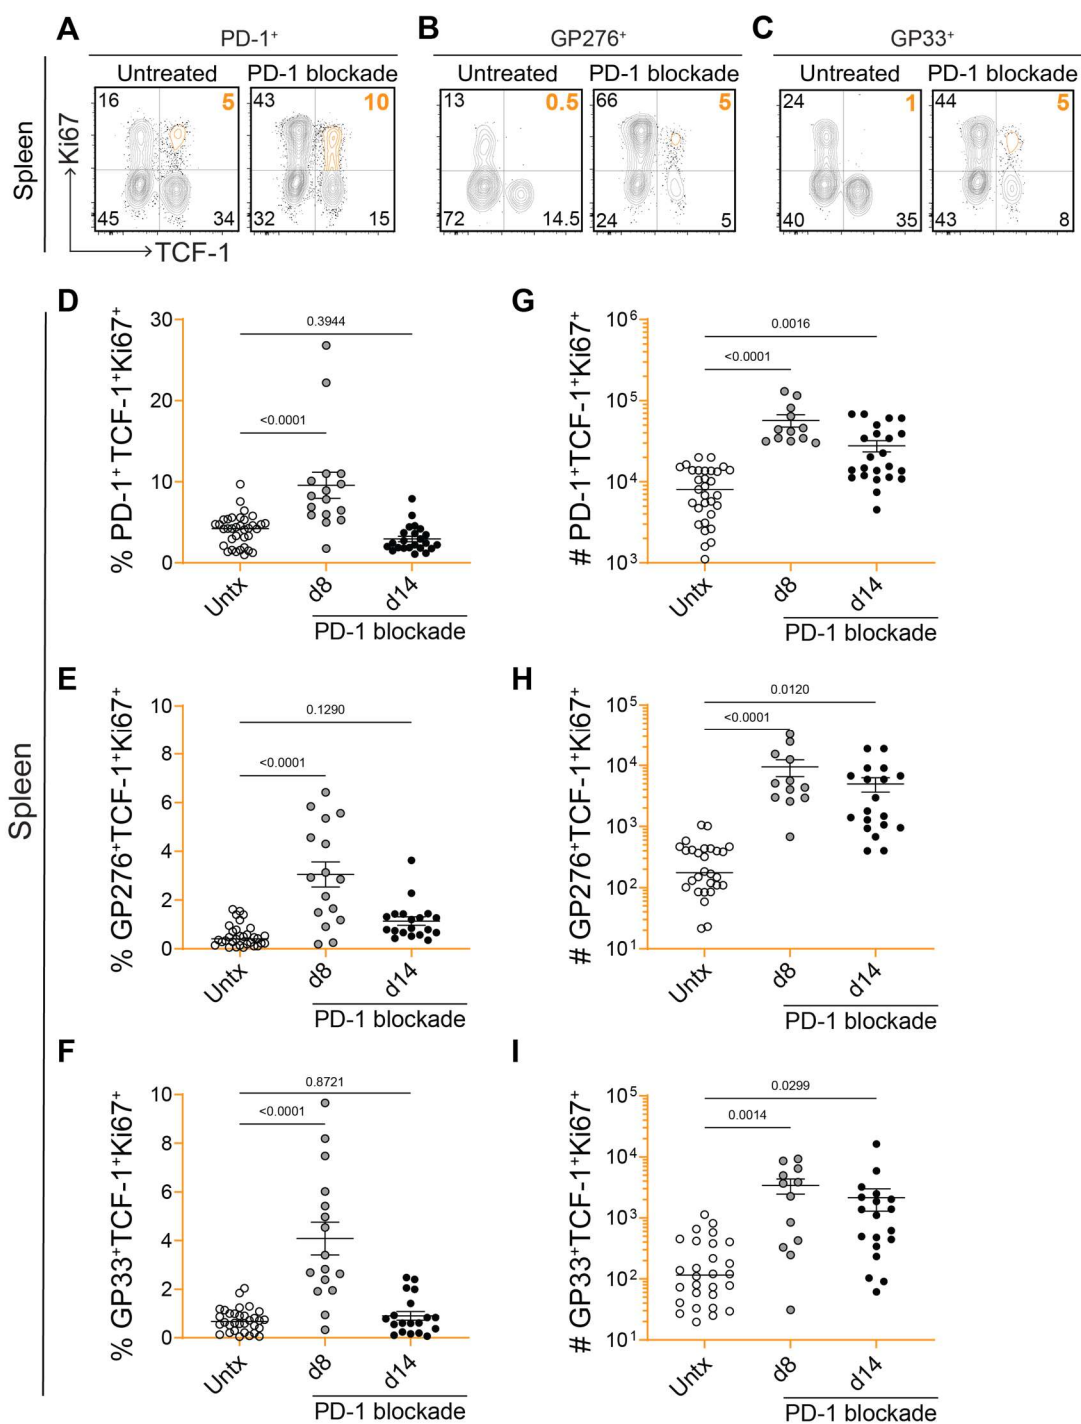 A
PD-1⁺
Untreated
PD-1 blockade
B
GP276⁺
Untreated
PD-1 blockade
C
GP33⁺
Untreated
PD-1 blockade
Spleen
Ki67
TCF-1
16
5
45
34
43
10
32
15
13
0.5
72
14.5
66
5
24
5
24
1
40
35
44
5
43
8
Spleen
D
% PD-1⁺TCF-1⁺Ki67⁺
30
20
10
0
0.3944
<0.0001
Untx
d8
d14
PD-1 blockade
G
# PD-1⁺TCF-1⁺Ki67⁺
10⁶
10⁵
10⁴
10³
0.0016
<0.0001
Untx
d8
d14
PD-1 blockade
E
% GP276⁺TCF-1⁺Ki67⁺
10
8
6
4
2
0
0.1290
<0.0001
Untx
d8
d14
PD-1 blockade
H
# GP276⁺TCF-1⁺Ki67⁺
10⁵
10⁴
10³
10²
10¹
0.0120
<0.0001
Untx
d8
d14
PD-1 blockade
F
% GP33⁺TCF-1⁺Ki67⁺
10
8
6
4
2
0
0.8721
<0.0001
Untx
d8
d14
PD-1 blockade
I
# GP33⁺TCF-1⁺Ki67⁺
10⁵
10⁴
10³
10²
10¹
0.0299
0.0014
Untx
d8
d14
PD-1 blockade